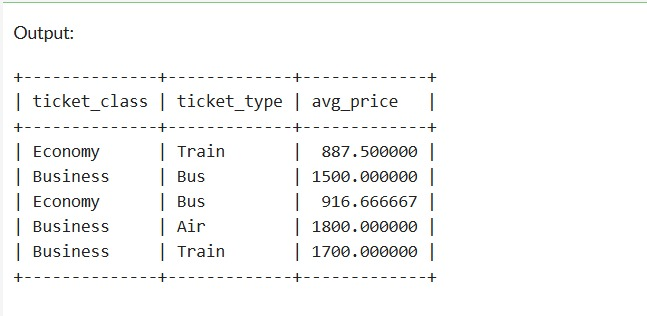 Output:
+--------------+-------------+-------------+
| ticket_class | ticket_type | avg_price   |
+--------------+-------------+-------------+
| Economy      | Train       |  887.500000 |
| Business     | Bus         | 1500.000000 |
| Economy      | Bus         |  916.666667 |
| Business     | Air         | 1800.000000 |
| Business     | Train       | 1700.000000 |
+--------------+-------------+-------------+